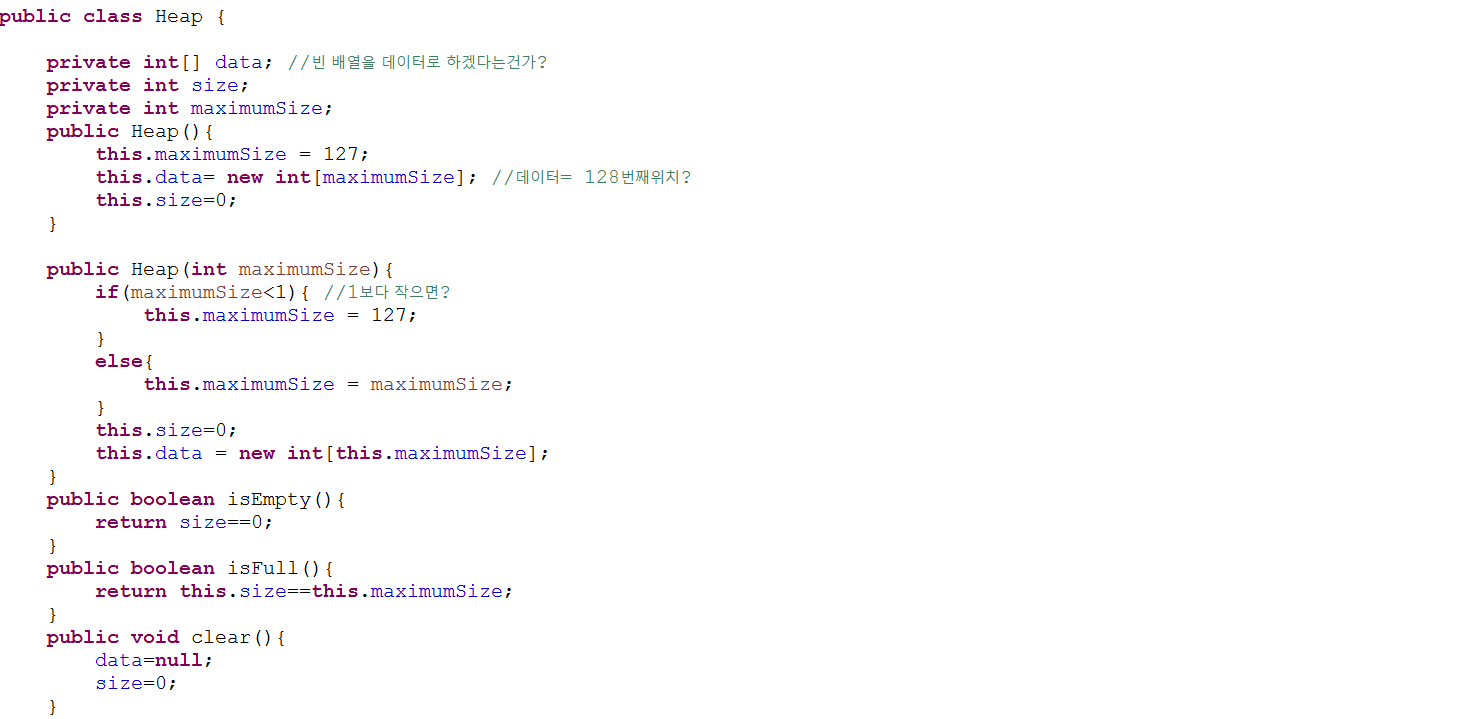 public class Heap {
private int[] data; //빈 배열을 데이터로 하겠다는건가?
private int size;
private int maximumSize;
public Heap(){
this.maximumSize = 127;
this.data= new int[maximumSize]; //데이터= 128번째위치?
this.size=0;
}
public Heap(int maximumSize){
if(maximumSize<1){ //1보다 작으면?
this.maximumSize = 127;
}
else{
this.maximumSize = maximumSize;
}
this.size=0;
this.data = new int[this.maximumSize];
}
public boolean isEmpty(){
return size==0;
}
public boolean isFull(){
return this.size==this.maximumSize;
}
public void clear(){
data=null;
size=0;
}